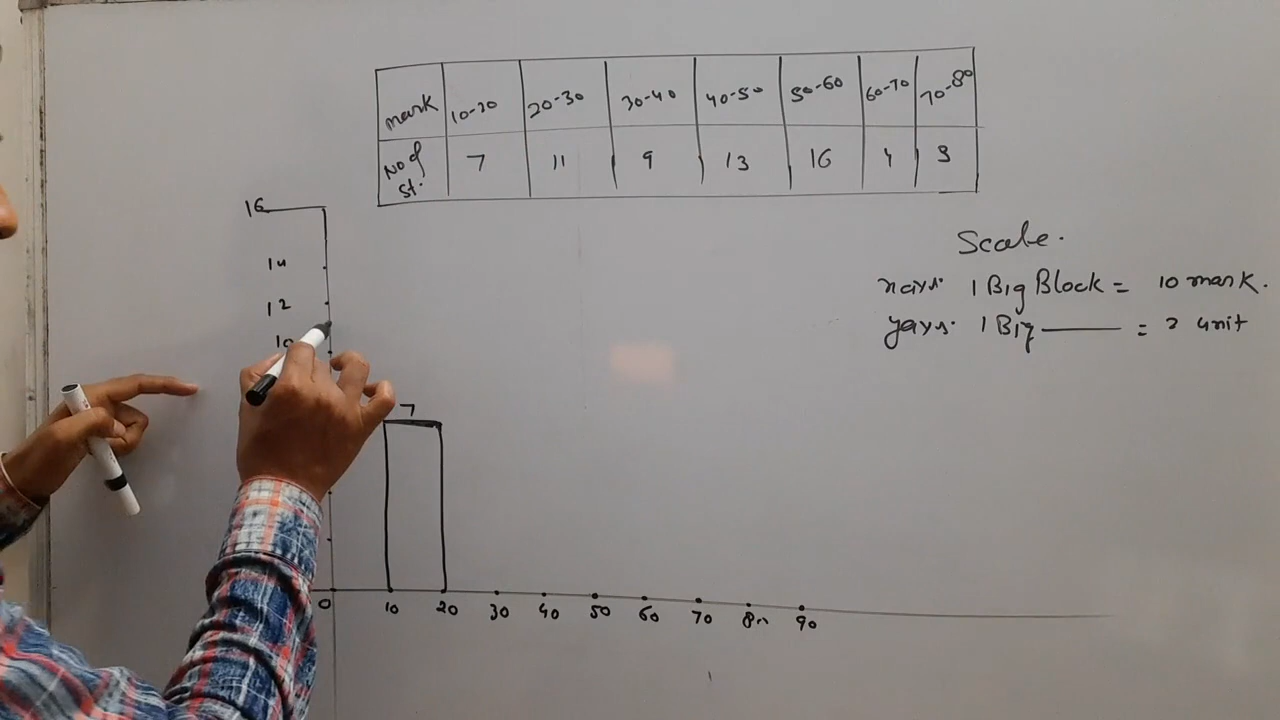 mark 10-20 20-30 30-40 40-50 50-60 60-70 70-80
No of st. 7 11 9 13 16 4 3
16
14
12
10
7
0 10 20 30 40 50 60 70 80 90
Scale.
1 Big Block = 10 mark.
1 Big = 2 unit